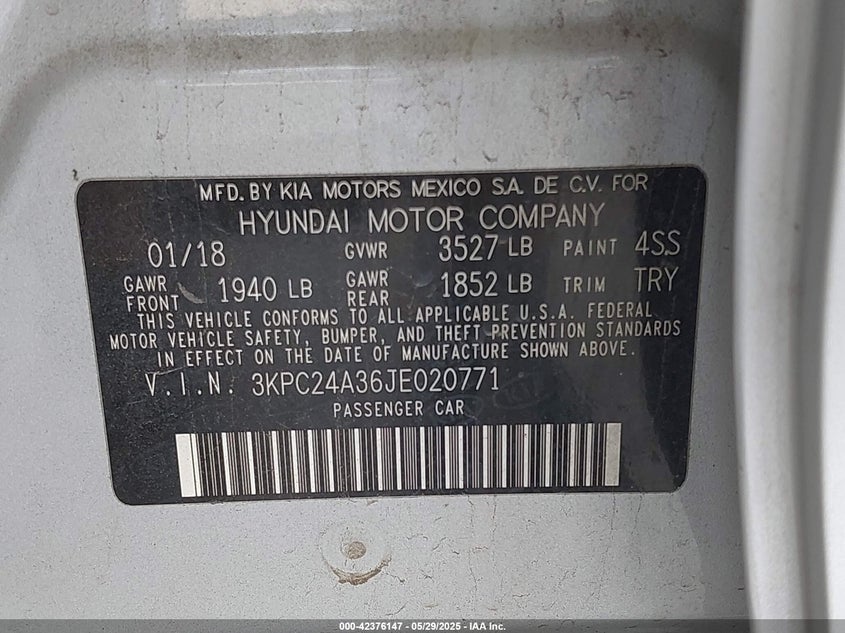 MFD. BY KIA MOTORS MEXICO S.A. DE C.V. FOR
HYUNDAI MOTOR COMPANY
01/18 GVWR 3527 LB PAINT 4SS
GAWR FRONT 1940 LB GAWR REAR 1852 LB TRIM TRY
THIS VEHICLE CONFORMS TO ALL APPLICABLE U.S.A. FEDERAL
MOTOR VEHICLE SAFETY, BUMPER, AND THEFT PREVENTION STANDARDS
IN EFFECT ON THE DATE OF MANUFACTURE SHOWN ABOVE.
V.I.N. 3KPC24A36JE020771
PASSENGER CAR
000-42376147 - 05/29/2025 - IAA Inc.